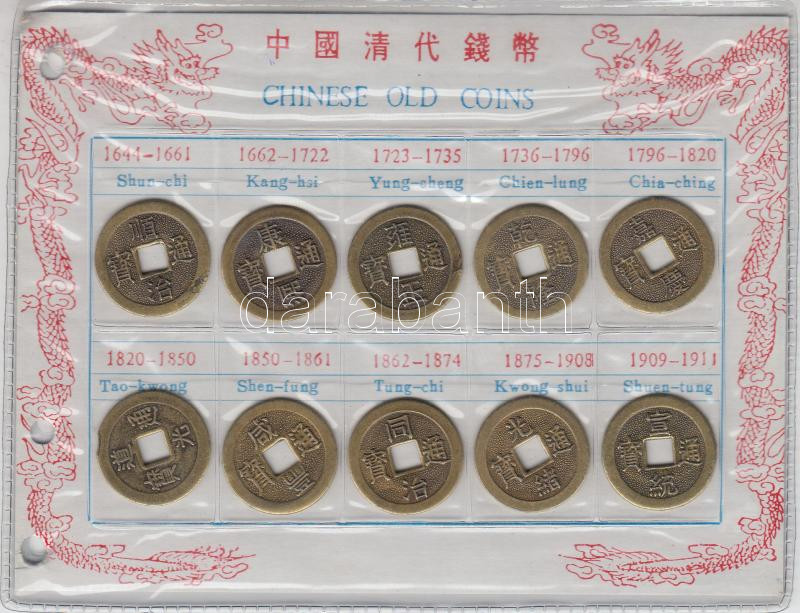 中國清代錢幣
CHINESE OLD COINS
1644-1661 1662-1722 1723-1735 1736-1796 1796-1820
Shun-chi Kang-hsi Yung-cheng Chien-lung Chia-ching
順治通寶 康熙通寶 雍正通寶 乾隆通寶 嘉慶通寶
darabanth
1820-1850 1850-1861 1862-1874 1875-1908 1909-1911
Tao-kwong Shen-fung Tung-chi Kwong shui Shuen-tung
道光通寶 咸豐通寶 同治通寶 光緒通寶 宣統通寶